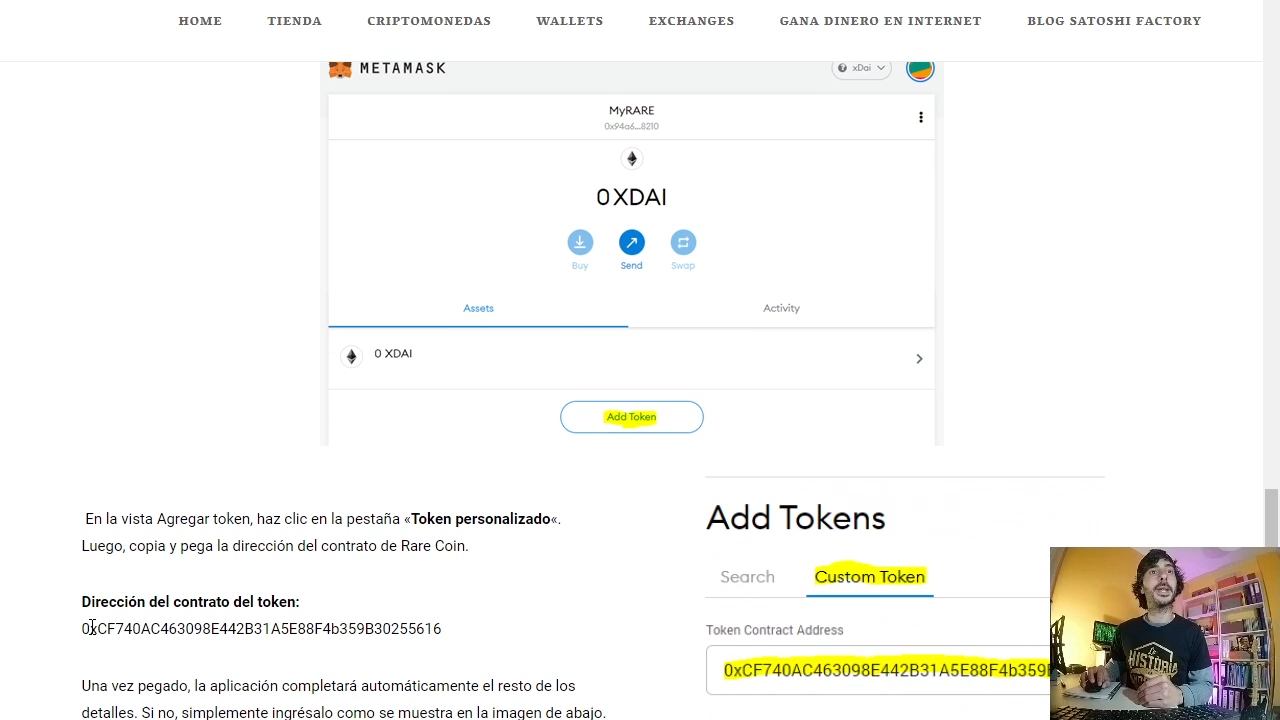 HOME TIENDA CRIPTOMONEDAS WALLETS EXCHANGES GANA DINERO EN INTERNET BLOG SATOSHI FACTORY
METAMASK
xDai
MyRARE
0x94a6...8210
0 XDAI
Buy Send Swap
Assets Activity
0 XDAI
Add Token
En la vista Agregar token, haz clic en la pestaña «Token personalizado«.
Luego, copia y pega la dirección del contrato de Rare Coin.
Dirección del contrato del token:
0xCF740AC463098E442B31A5E88F4b359B30255616
Una vez pegado, la aplicación completará automáticamente el resto de los
detalles. Si no, simplemente ingrésalo como se muestra en la imagen de abajo.
Add Tokens
Search Custom Token
Token Contract Address
0xCF740AC463098E442B31A5E88F4b359
HISTORIA